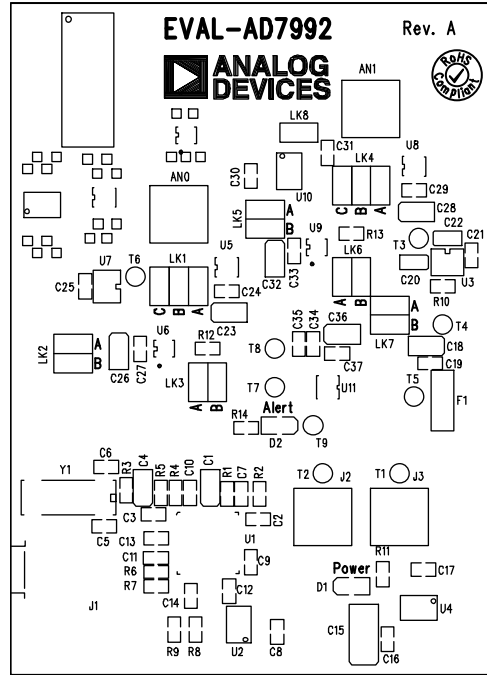 EVAL-AD7992
Rev. A
ANALOG
DEVICES
RoHS
Compliant
AN1
LK8
C31
LK4
U8
C30
U10
C29
AN0
LK5
A
B
C
B
A
C28
U9
R13
T3
C22
C21
LK1
U5
LK6
U7
T6
C32
C33
C20
U3
C25
C24
A
B
R10
C
B
A
C23
C35
C34
C36
LK7
A
B
T4
LK2
A
B
C26
C27
U6
R12
T8
C37
C18
C19
LK3
A
B
T7
U11
T5
F1
Alert
R14
D2
T9
C6
Y1
R3
C4
R5
R4
C10
C1
R1
C7
R2
T2
J2
T1
J3
C3
C5
C13
C2
U1
C11
R6
R7
C9
Power
R11
C17
D1
C14
C12
J1
C15
U4
R9
R8
U2
C8
C16